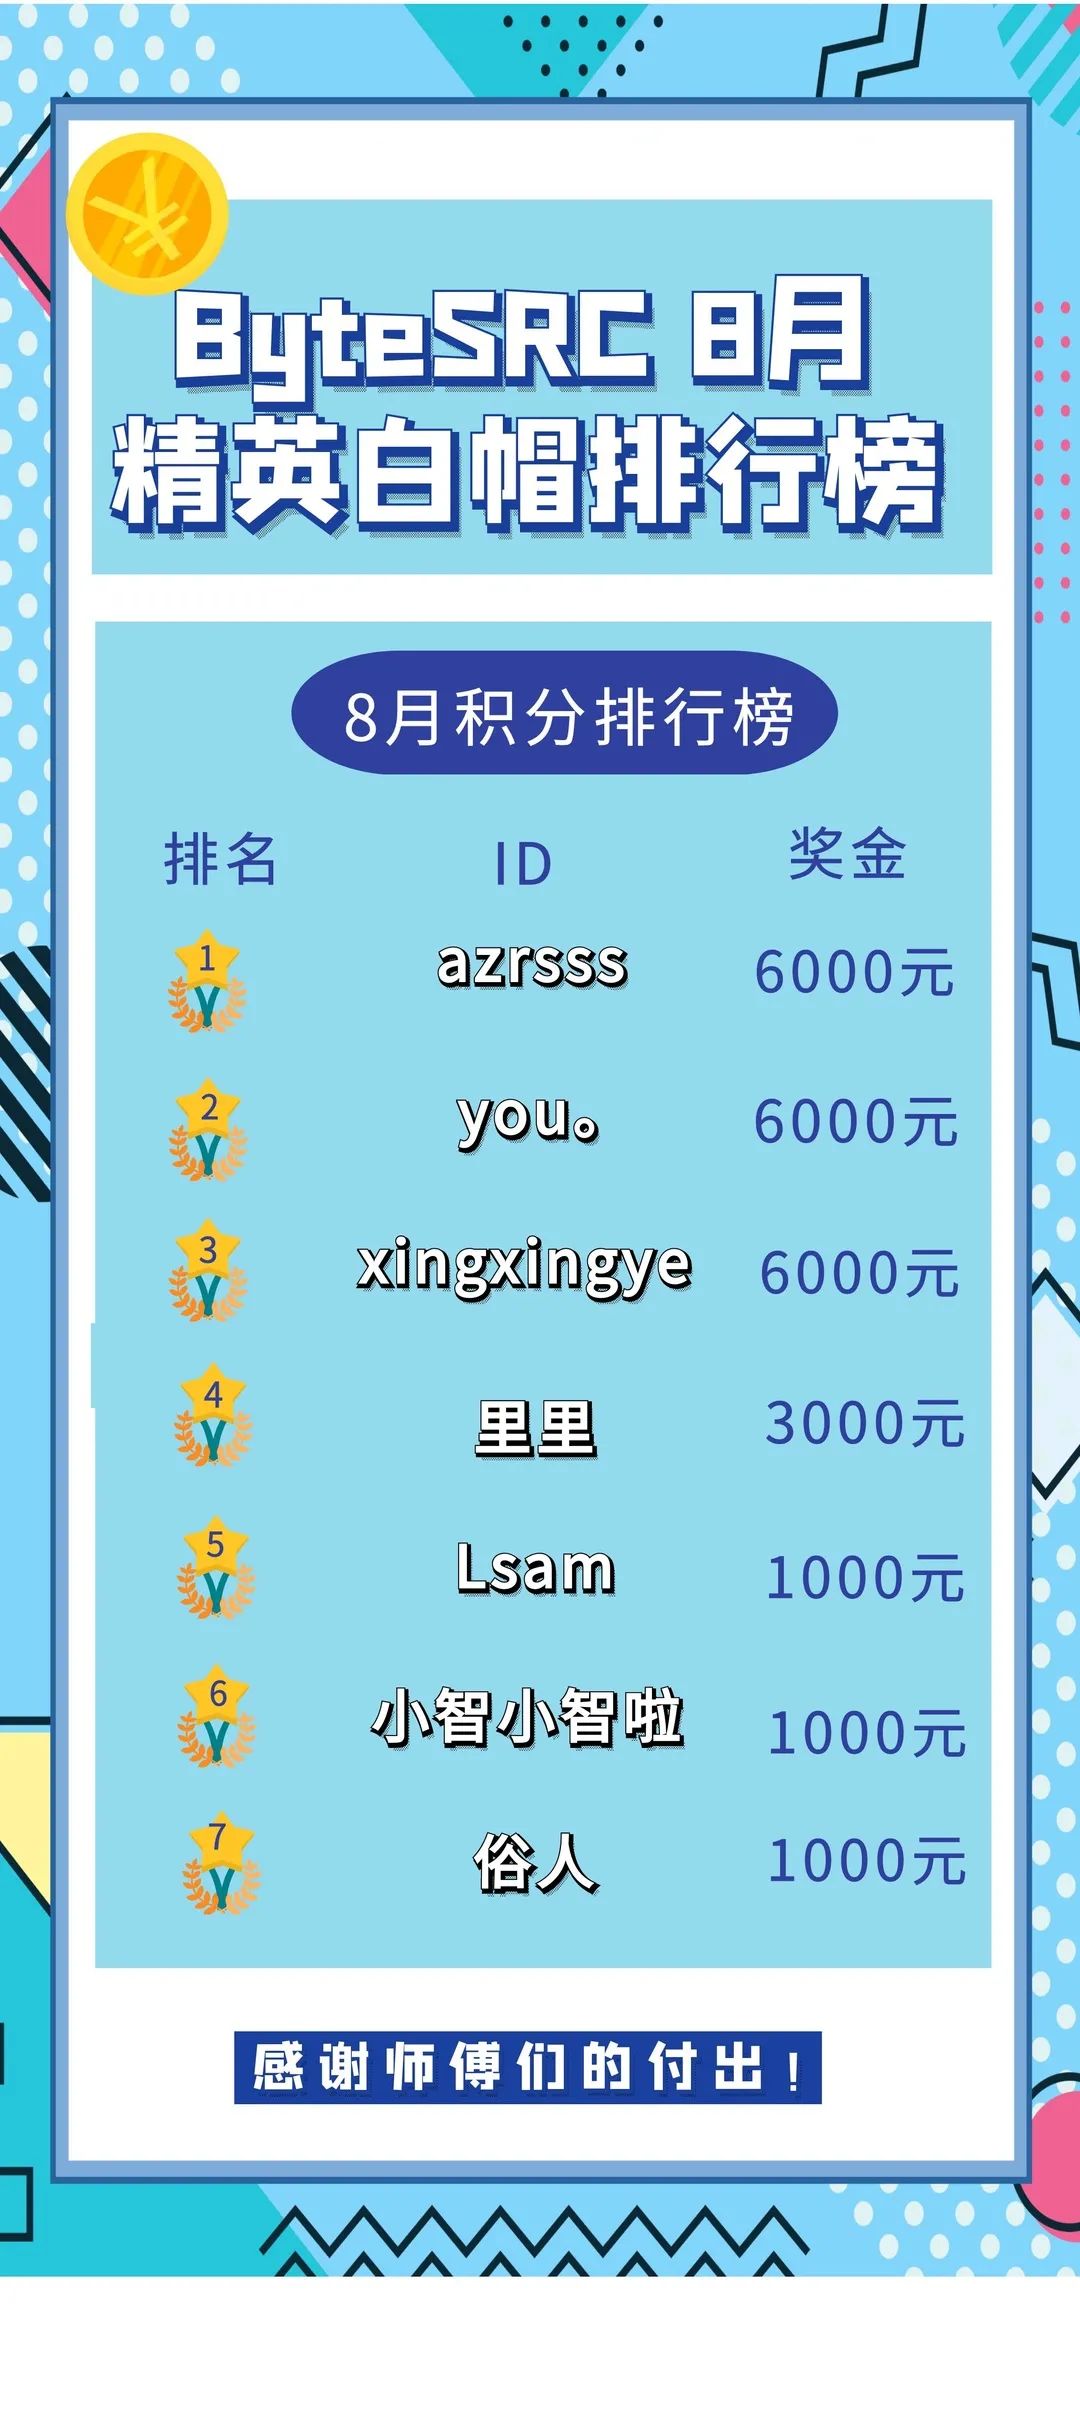 ByteSRC 8月
精英白帽排行榜
8月积分排行榜
排名 ID 奖金
1 azrsss 6000元
2 you。 6000元
3 xingxingye 6000元
4 里里 3000元
5 Lsam 1000元
6 小智小智啦 1000元
7 俗人 1000元
感谢师傅们的付出！